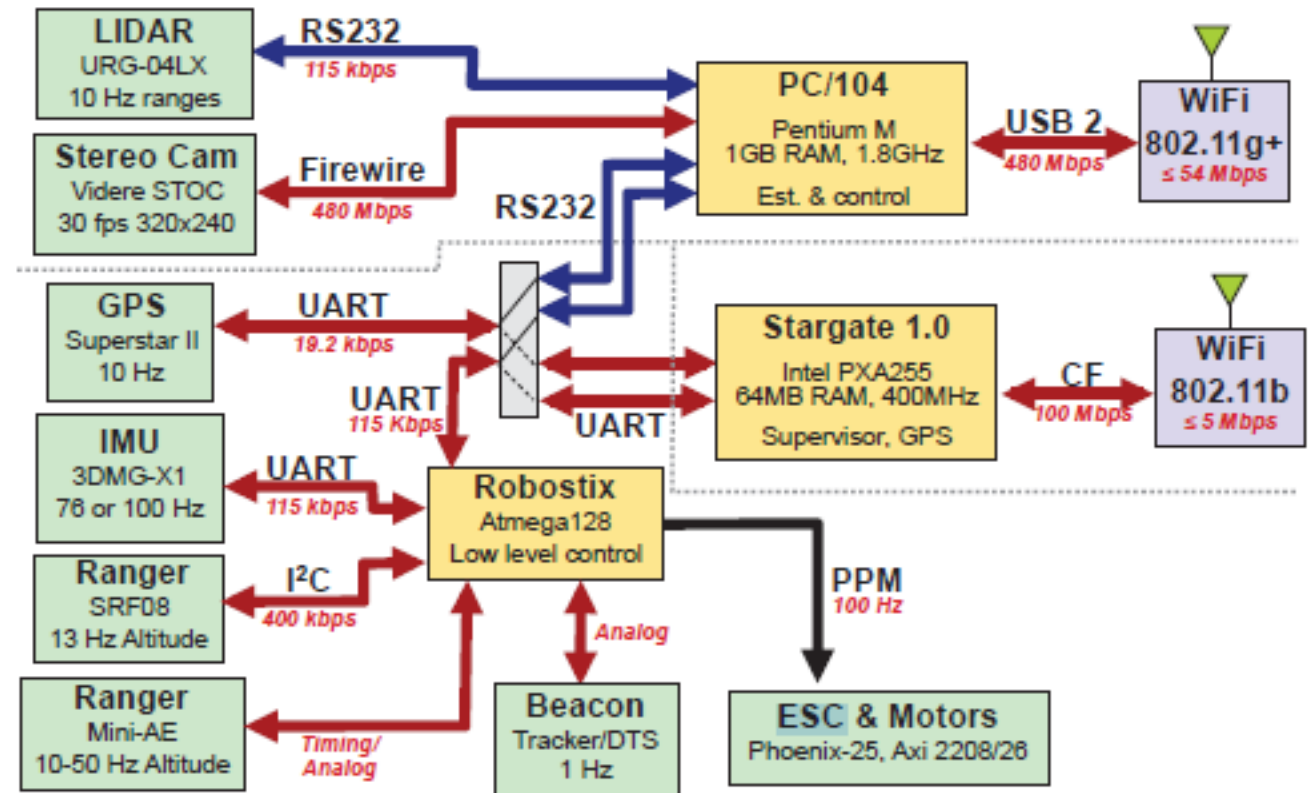 LIDAR
URG-04LX
10 Hz ranges
RS232
115 kbps
Stereo Cam
Videre STOC
30 fps 320x240
Firewire
480 Mbps
PC/104
Pentium M
1GB RAM, 1.8GHz
Est. & control
USB 2
480 Mbps
WiFi
802.11g+
≤ 54 Mbps
RS232
GPS
Superstar II
10 Hz
UART
19.2 kbps
UART
115 Kbps
UART
Stargate 1.0
Intel PXA255
64MB RAM, 400MHz
Supervisor, GPS
CF
100 Mbps
WiFi
802.11b
≤ 5 Mbps
IMU
3DMG-X1
76 or 100 Hz
UART
115 kbps
Robostix
Atmega128
Low level control
Ranger
SRF08
13 Hz Altitude
I²C
400 kbps
PPM
100 Hz
Analog
Ranger
Mini-AE
10-50 Hz Altitude
Timing/
Analog
Beacon
Tracker/DTS
1 Hz
ESC & Motors
Phoenix-25, Axi 2208/26